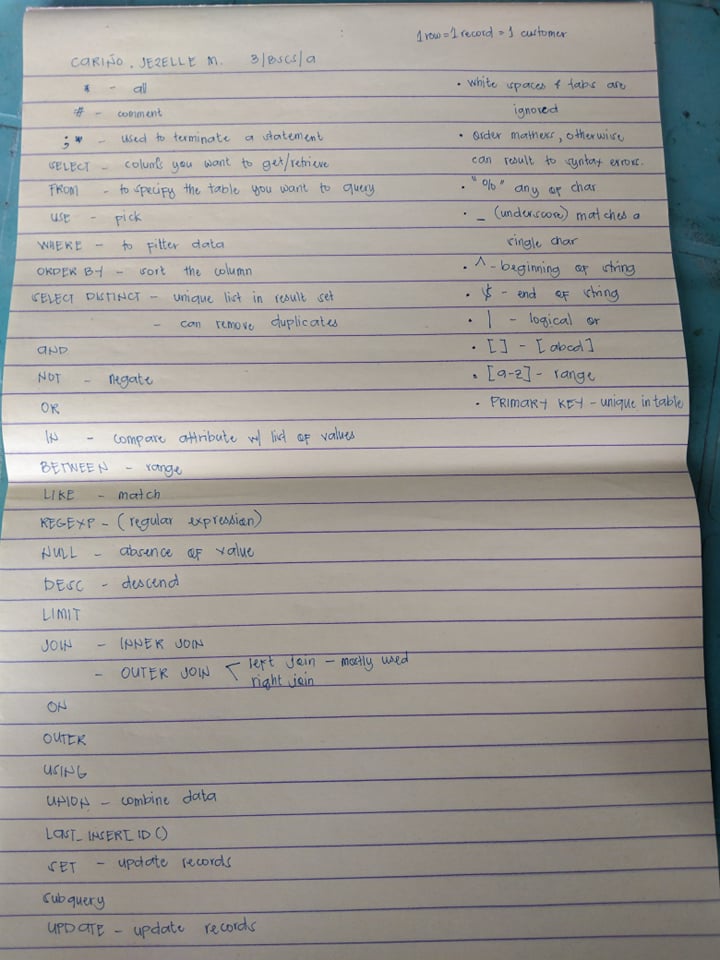 1 row = 1 record = 1 customer
CARIÑO, JEZELLE M. 3/BSCS/a
* - all
# - comment
; * - used to terminate a statement
SELECT - columns you want to get/retrieve
FROM - to specify the table you want to query
USE - pick
WHERE - to filter data
ORDER BY - sort the column
SELECT DISTINCT - unique list in result set
- can remove duplicates
AND
NOT - negate
OR
IN - compare attribute w/ list of values
BETWEEN - range
LIKE - match
REGEXP - (regular expression)
NULL - absence of value
DESC - descend
LIMIT
JOIN - INNER JOIN
- OUTER JOIN < left join - mostly used
right join
ON
OUTER
USING
UNION - combine data
LAST_INSERT_ID()
SET - update records
subquery
UPDATE - update records
• white spaces & tabs are
ignored
• Order mathers, otherwise
can result to syntax errors.
• "%" any of char
• _ (underscore) matches a
single char
• ^ - beginning of string
• $ - end of string
• | - logical or
• [] - [abcd]
• [a-z] - range
• PRIMARY KEY - unique in table